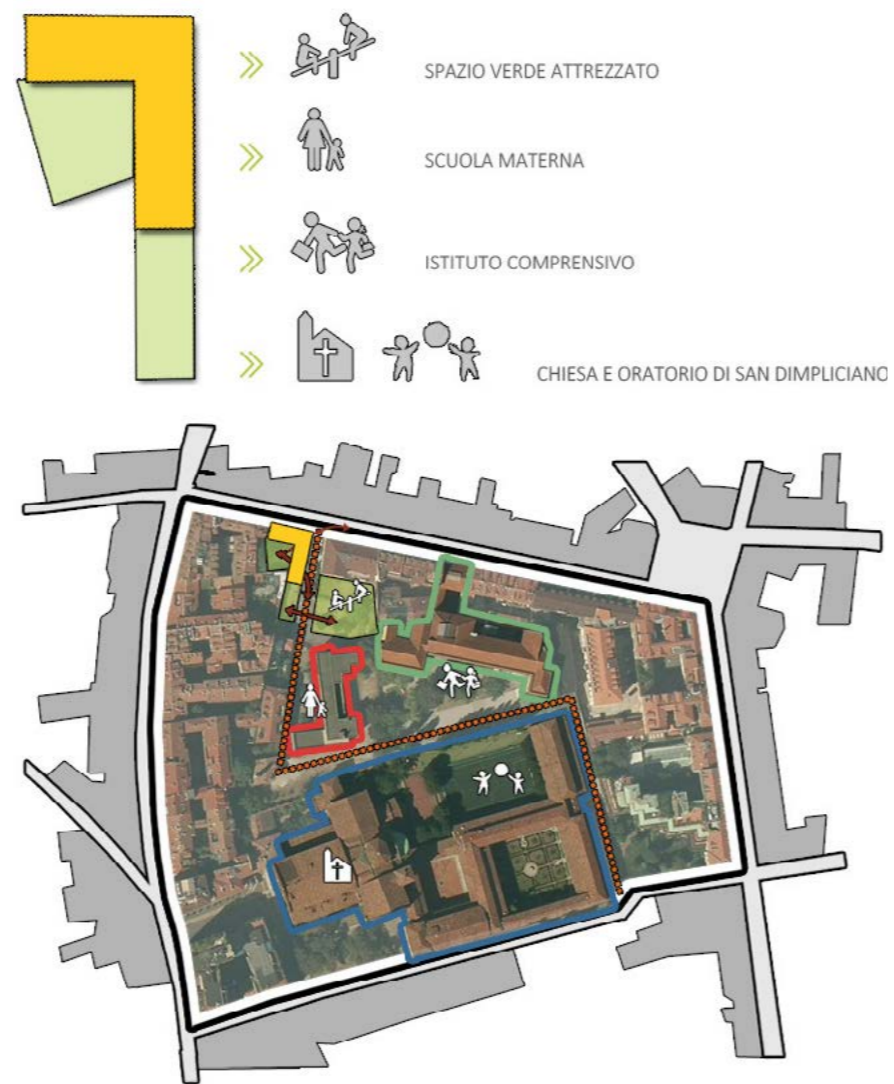 SPAZIO VERDE ATTREZZATO
SCUOLA MATERNA
ISTITUTO COMPRENSIVO
CHIESA E ORATORIO DI SAN DIMPLICIANO